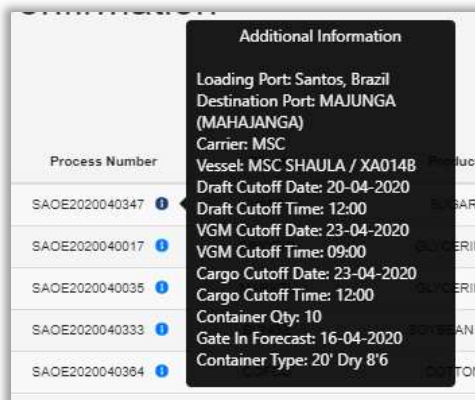 Additional Information
Loading Port: Santos, Brazil
Destination Port: MAJUNGA
(MAHAJANGA)
Carrier: MSC
Vessel: MSC SHAULA / XA014B
Draft Cutoff Date: 20-04-2020
Draft Cutoff Time: 12:00
VGM Cutoff Date: 23-04-2020
VGM Cutoff Time: 09:00
Cargo Cutoff Date: 23-04-2020
Cargo Cutoff Time: 12:00
Container Qty: 10
Gate In Forecast: 16-04-2020
Container Type: 20' Dry 8'6
Process Number
SAOE2020040347
SAOE2020040017
SAOE2020040035
SAOE2020040333
SAOE2020040364